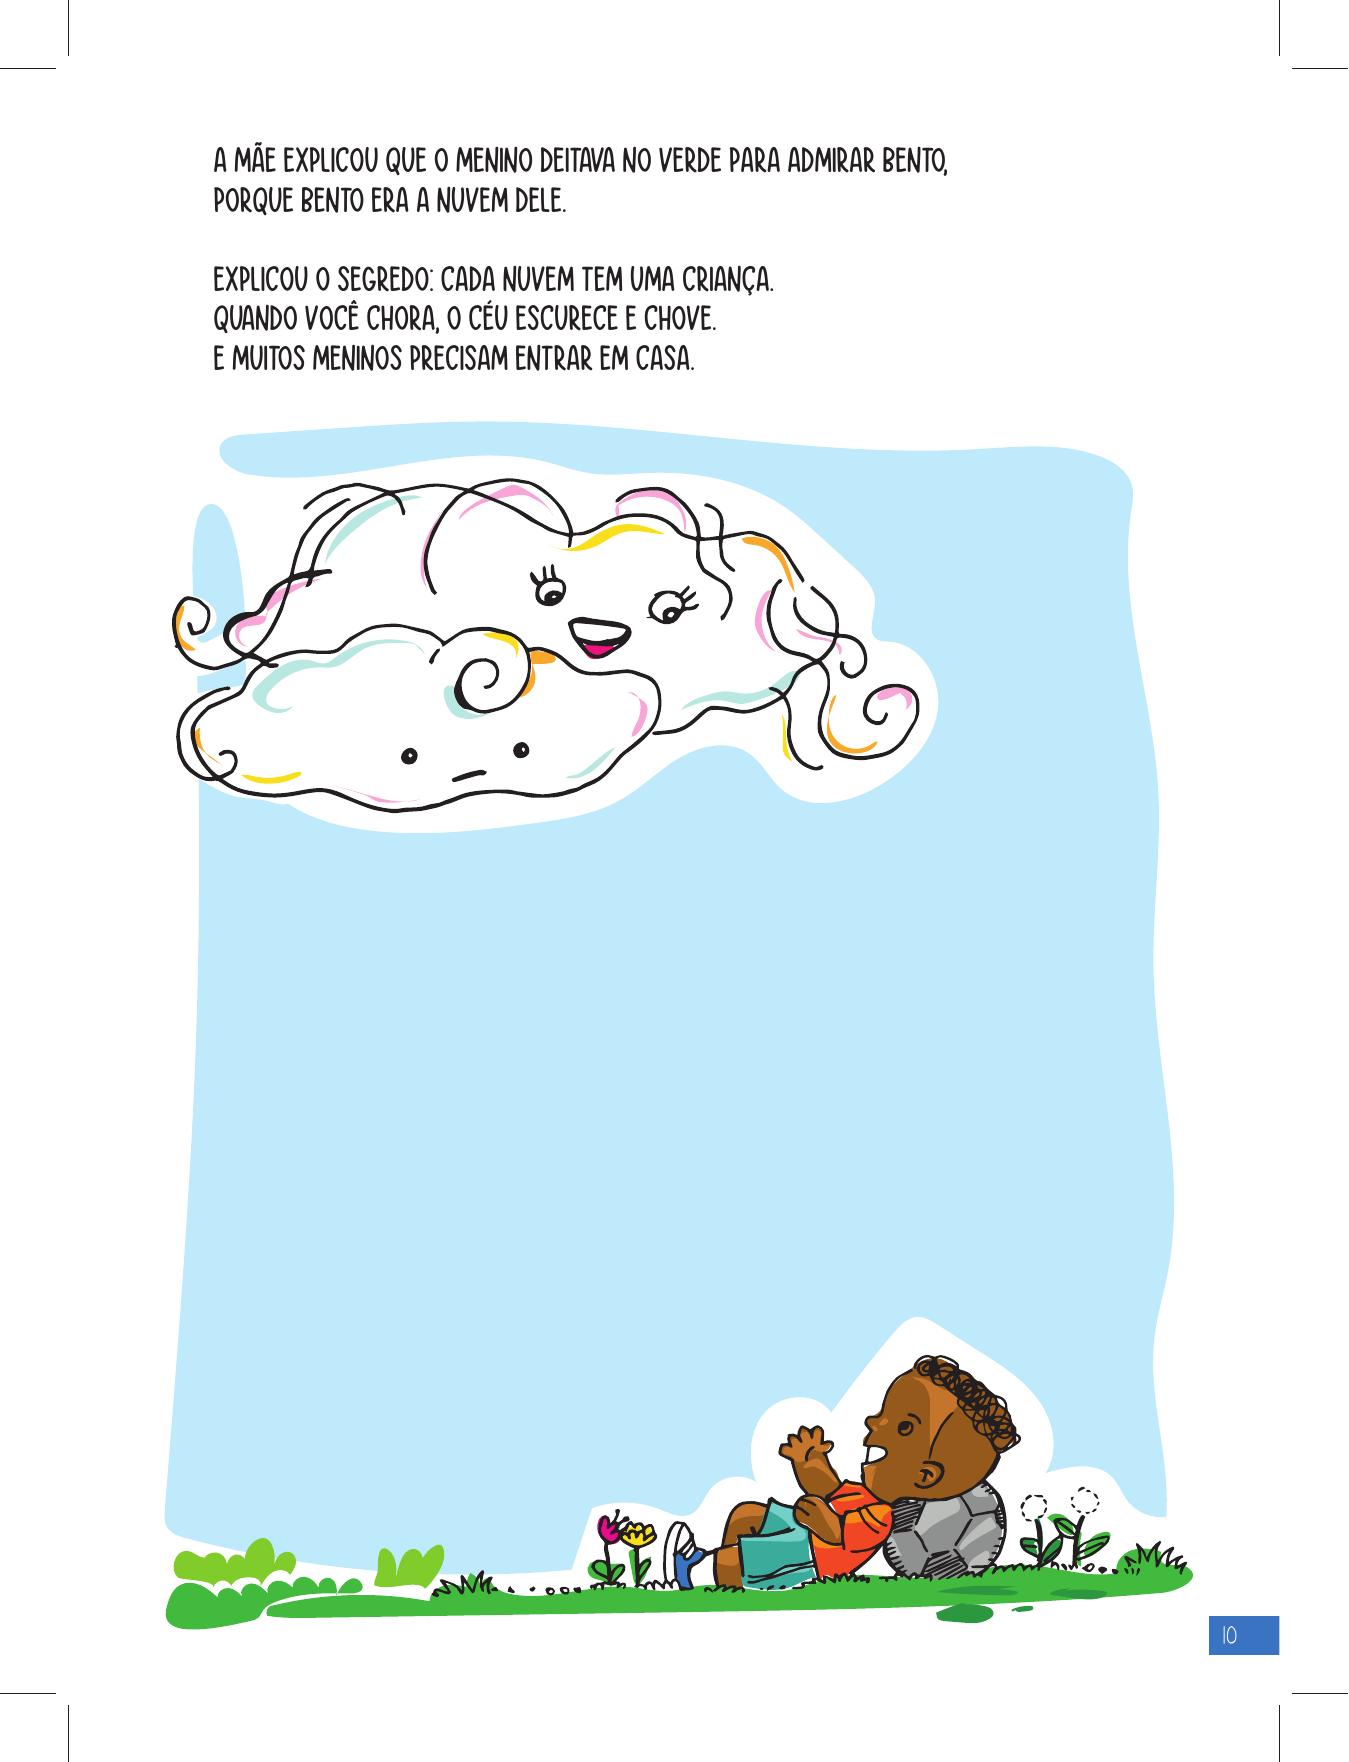 A MÃE EXPLICOU QUE O MENINO DEITAVA NO VERDE PARA ADMIRAR BENTO,
PORQUE BENTO ERA A NUVEM DELE.
EXPLICOU O SEGREDO: CADA NUVEM TEM UMA CRIANÇA.
QUANDO VOCÊ CHORA, O CÉU ESCURECE E CHOVE.
E MUITOS MENINOS PRECISAM ENTRAR EM CASA.
10